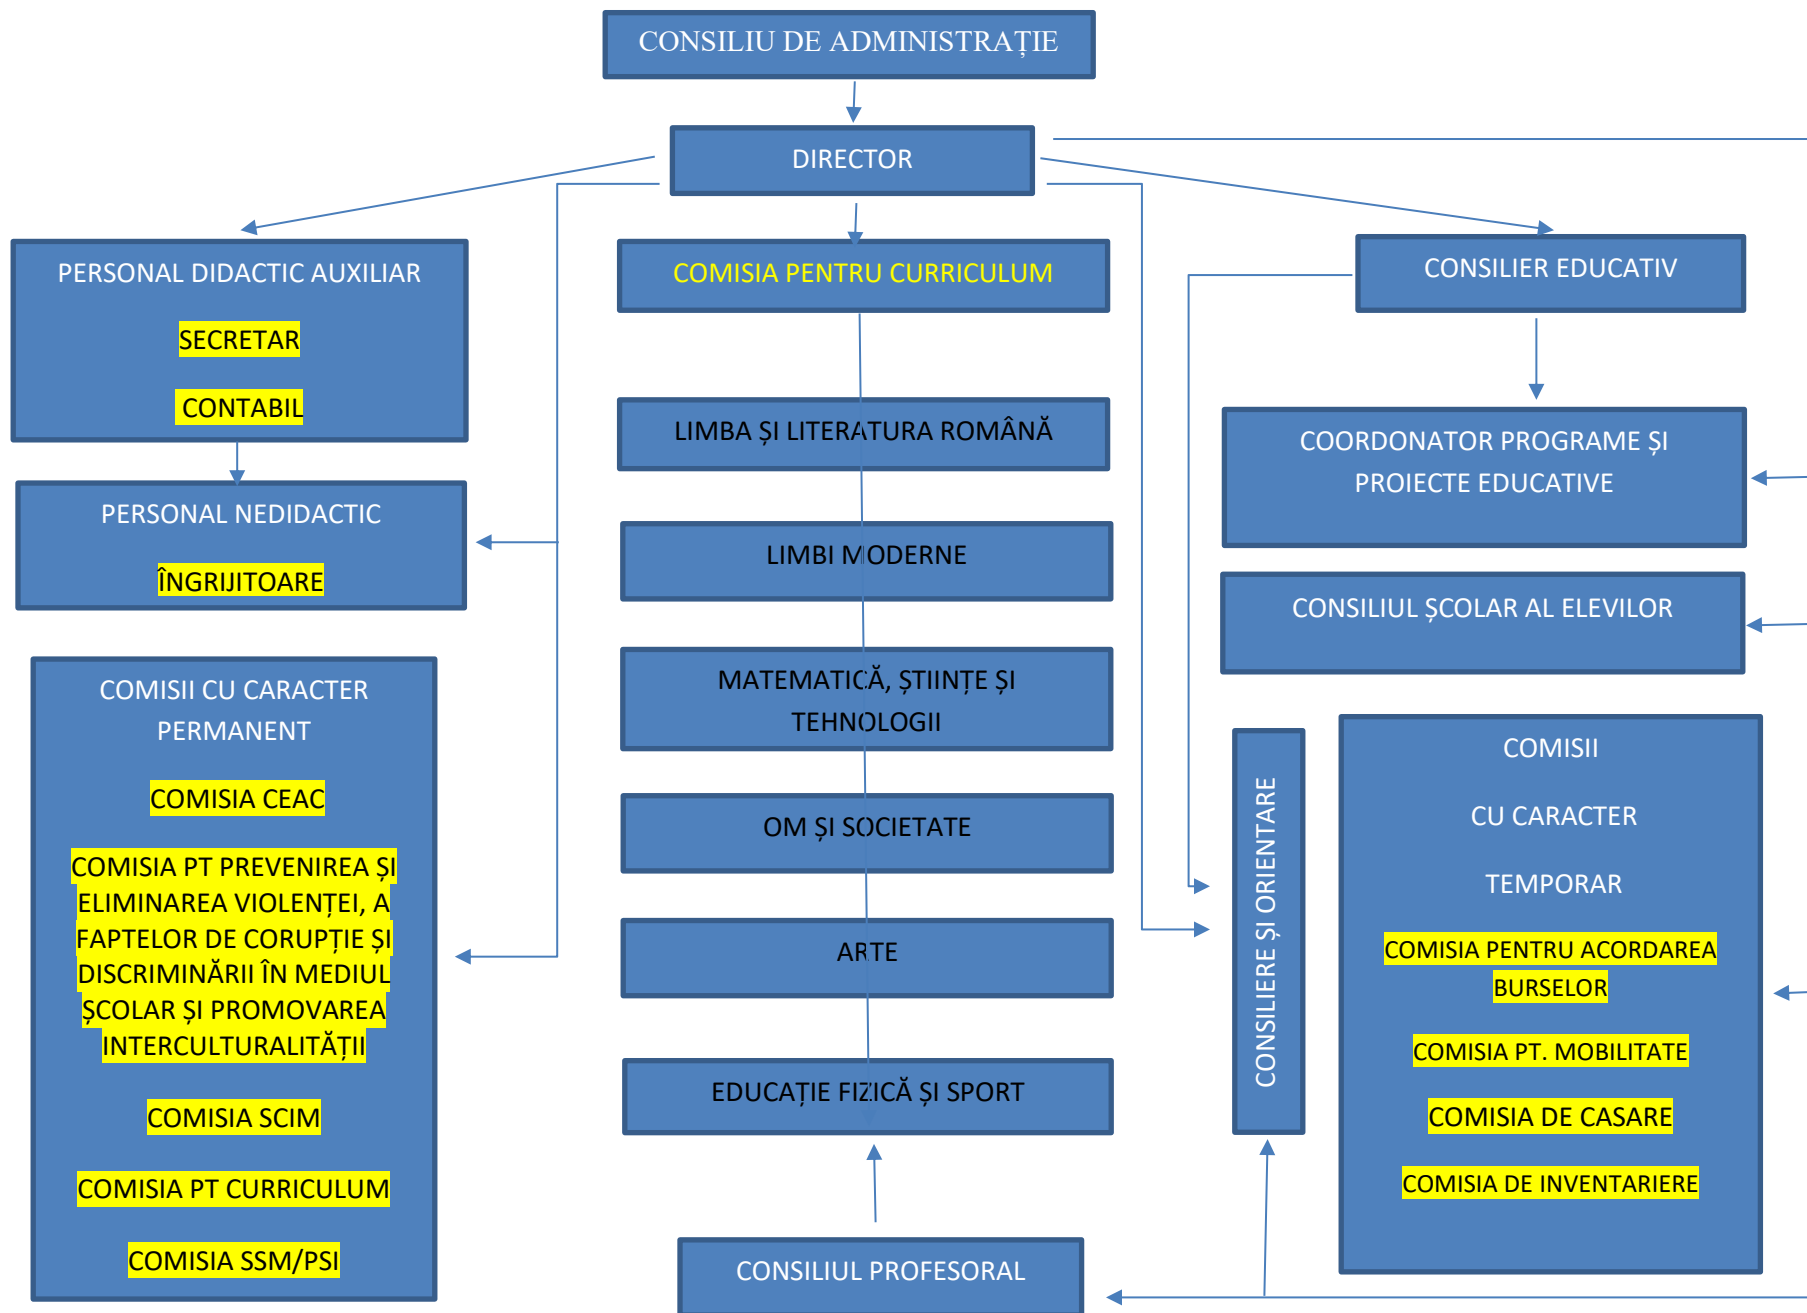 CONSILIU DE ADMINISTRAȚIE
DIRECTOR
PERSONAL DIDACTIC AUXILIAR
SECRETAR
CONTABIL
PERSONAL NEDIDACTIC
ÎNGRIJITOARE
COMISII CU CARACTER
PERMANENT
COMISIA CEAC
COMISIA PT PREVENIREA ȘI
ELIMINAREA VIOLENȚEI, A
FAPTELOR DE CORUPȚIE ȘI
DISCRIMINĂRII ÎN MEDIUL
ȘCOLAR ȘI PROMOVAREA
INTERCULTURALITĂȚII
COMISIA SCIM
COMISIA PT CURRICULUM
COMISIA SSM/PSI
COMISIA PENTRU CURRICULUM
LIMBA ȘI LITERATURA ROMÂNĂ
LIMBI MODERNE
MATEMATICĂ, ȘTIINȚE ȘI
TEHNOLOGII
OM ȘI SOCIETATE
ARTE
EDUCAȚIE FIZICĂ ȘI SPORT
CONSILIUL PROFESORAL
CONSILIER EDUCATIV
COORDONATOR PROGRAME ȘI
PROIECTE EDUCATIVE
CONSILIUL ȘCOLAR AL ELEVILOR
CONSILIERE ȘI ORIENTARE
COMISII
CU CARACTER
TEMPORAR
COMISIA PENTRU ACORDAREA
BURSELOR
COMISIA PT. MOBILITATE
COMISIA DE CASARE
COMISIA DE INVENTARIERE